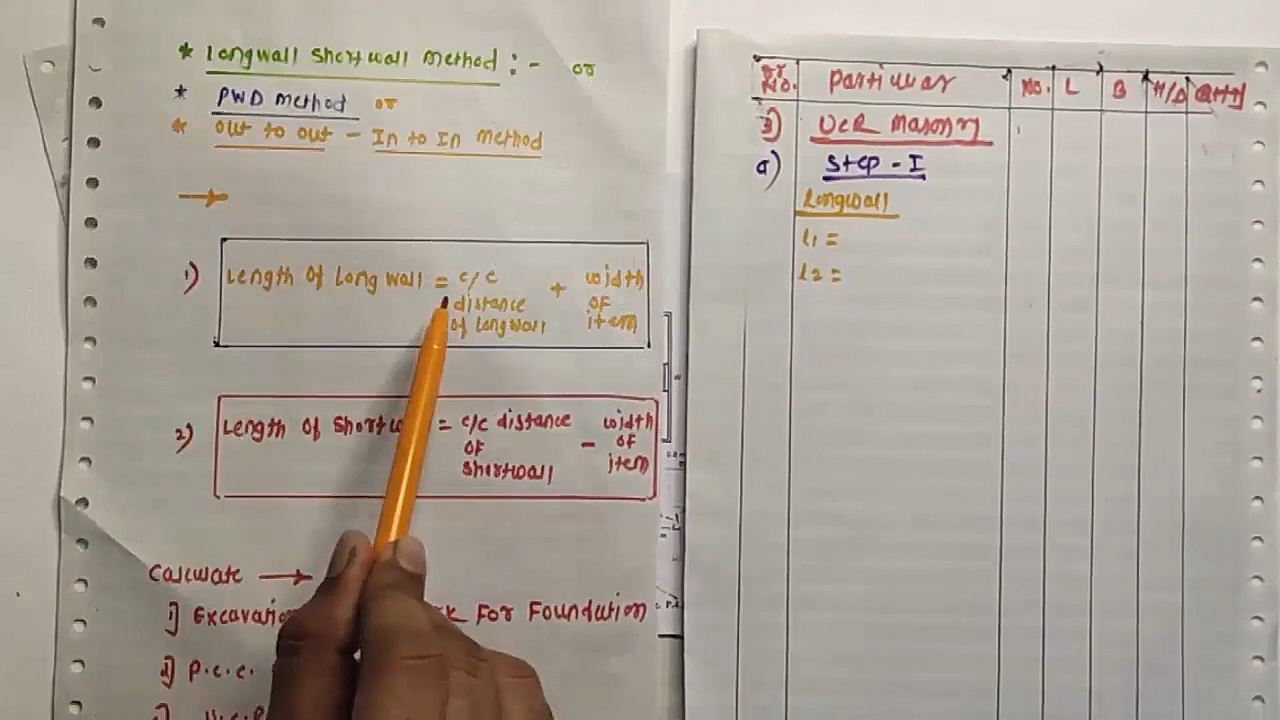 * Longwall Shortwall Method :- or
* PWD Method or
* out to out - In to In Method
1) Length Of Long wall = c/c distance of Longwall + width of item
2) Length Of Short = c/c distance of Shortwall - width of item
Calculate →
1] Excavation For Foundation
2] P.C.C.
Sr. No. Particular No. L B H/D Qty
3) UCR Masonry
a) Step - I
Longwall
L1 =
L2 =